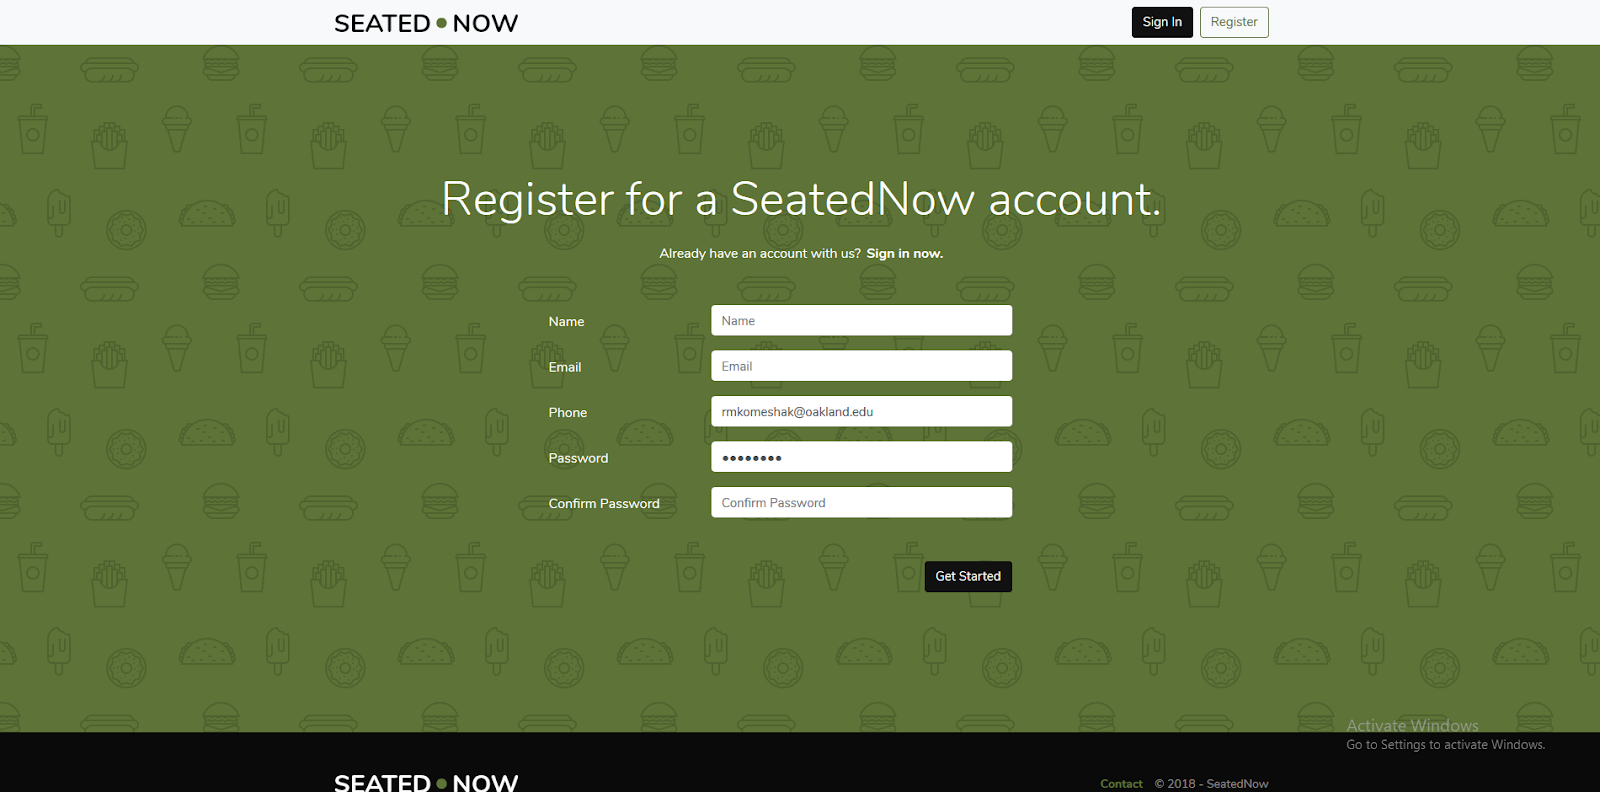 SEATED • NOW
Sign In
Register
Register for a SeatedNow account.
Already have an account with us? Sign in now.
Name
Name
Email
Email
Phone
rmkomeshak@oakland.edu
Password
••••••••
Confirm Password
Confirm Password
Get Started
Activate Windows
Go to Settings to activate Windows.
SEATED • NOW
Contact
© 2018 - SeatedNow